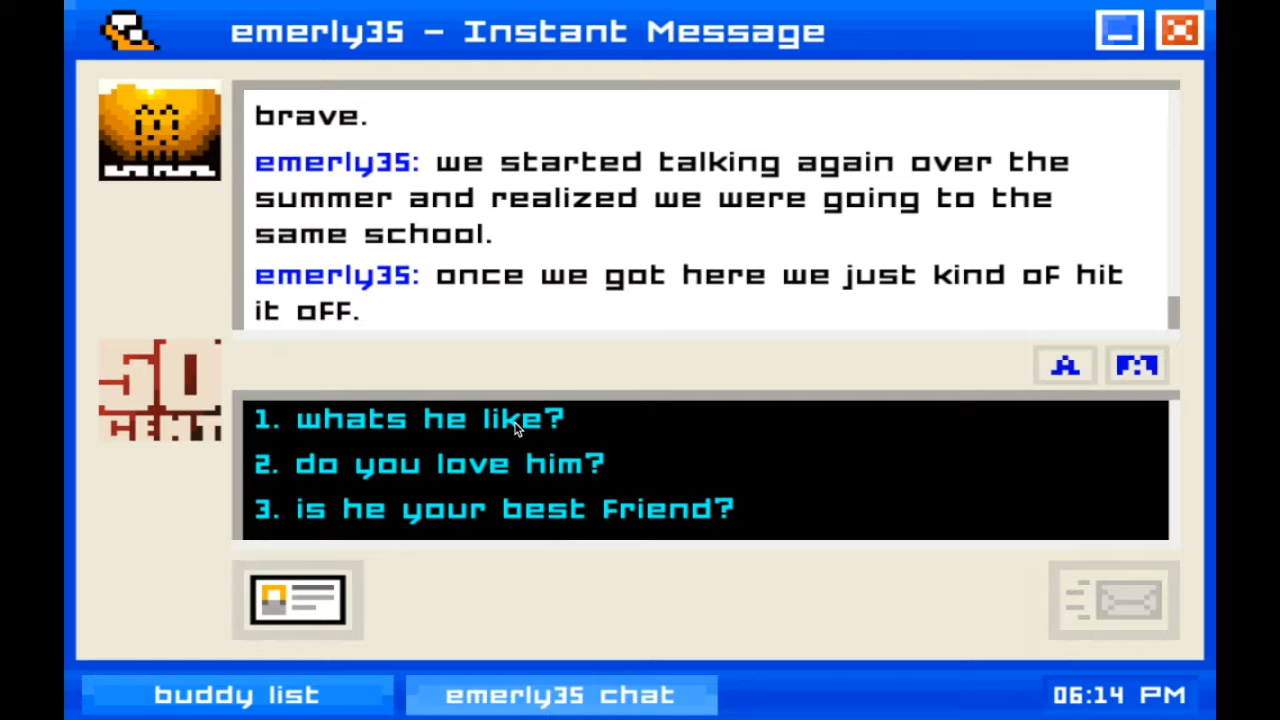 emerly35 - Instant Message
brave.
emerly35: we started talking again over the
summer and realized we were going to the
same school.
emerly35: once we got here we just kind of hit
it off.
50
CENT
A
1. whats he like?
2. do you love him?
3. is he your best friend?
buddy list
emerly35 chat
06:14 PM